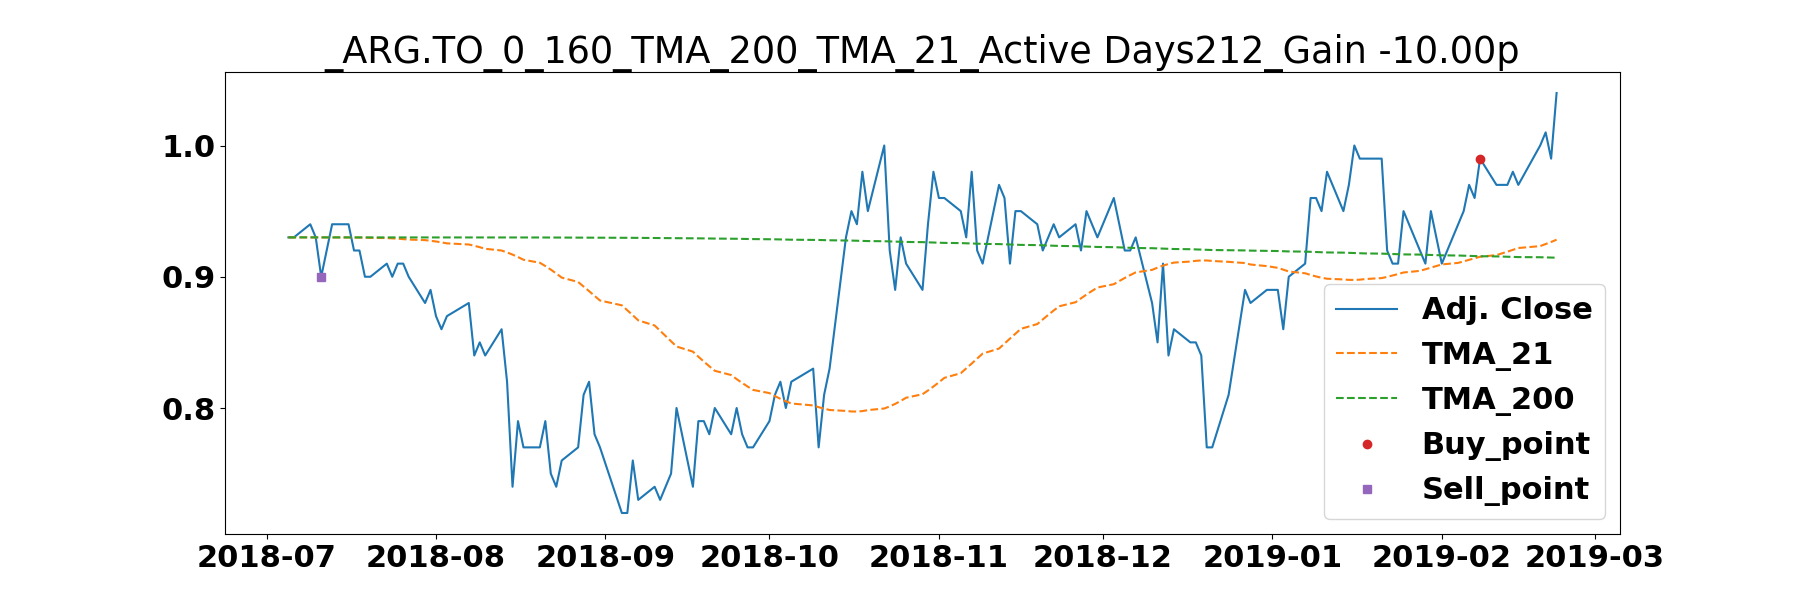 _ARG.TO_0_160_TMA_200_TMA_21_Active Days212_Gain -10.00p
1.0
0.9
0.8
Adj. Close
TMA_21
TMA_200
Buy_point
Sell_point
2018-07 2018-08 2018-09 2018-10 2018-11 2018-12 2019-01 2019-02 2019-03